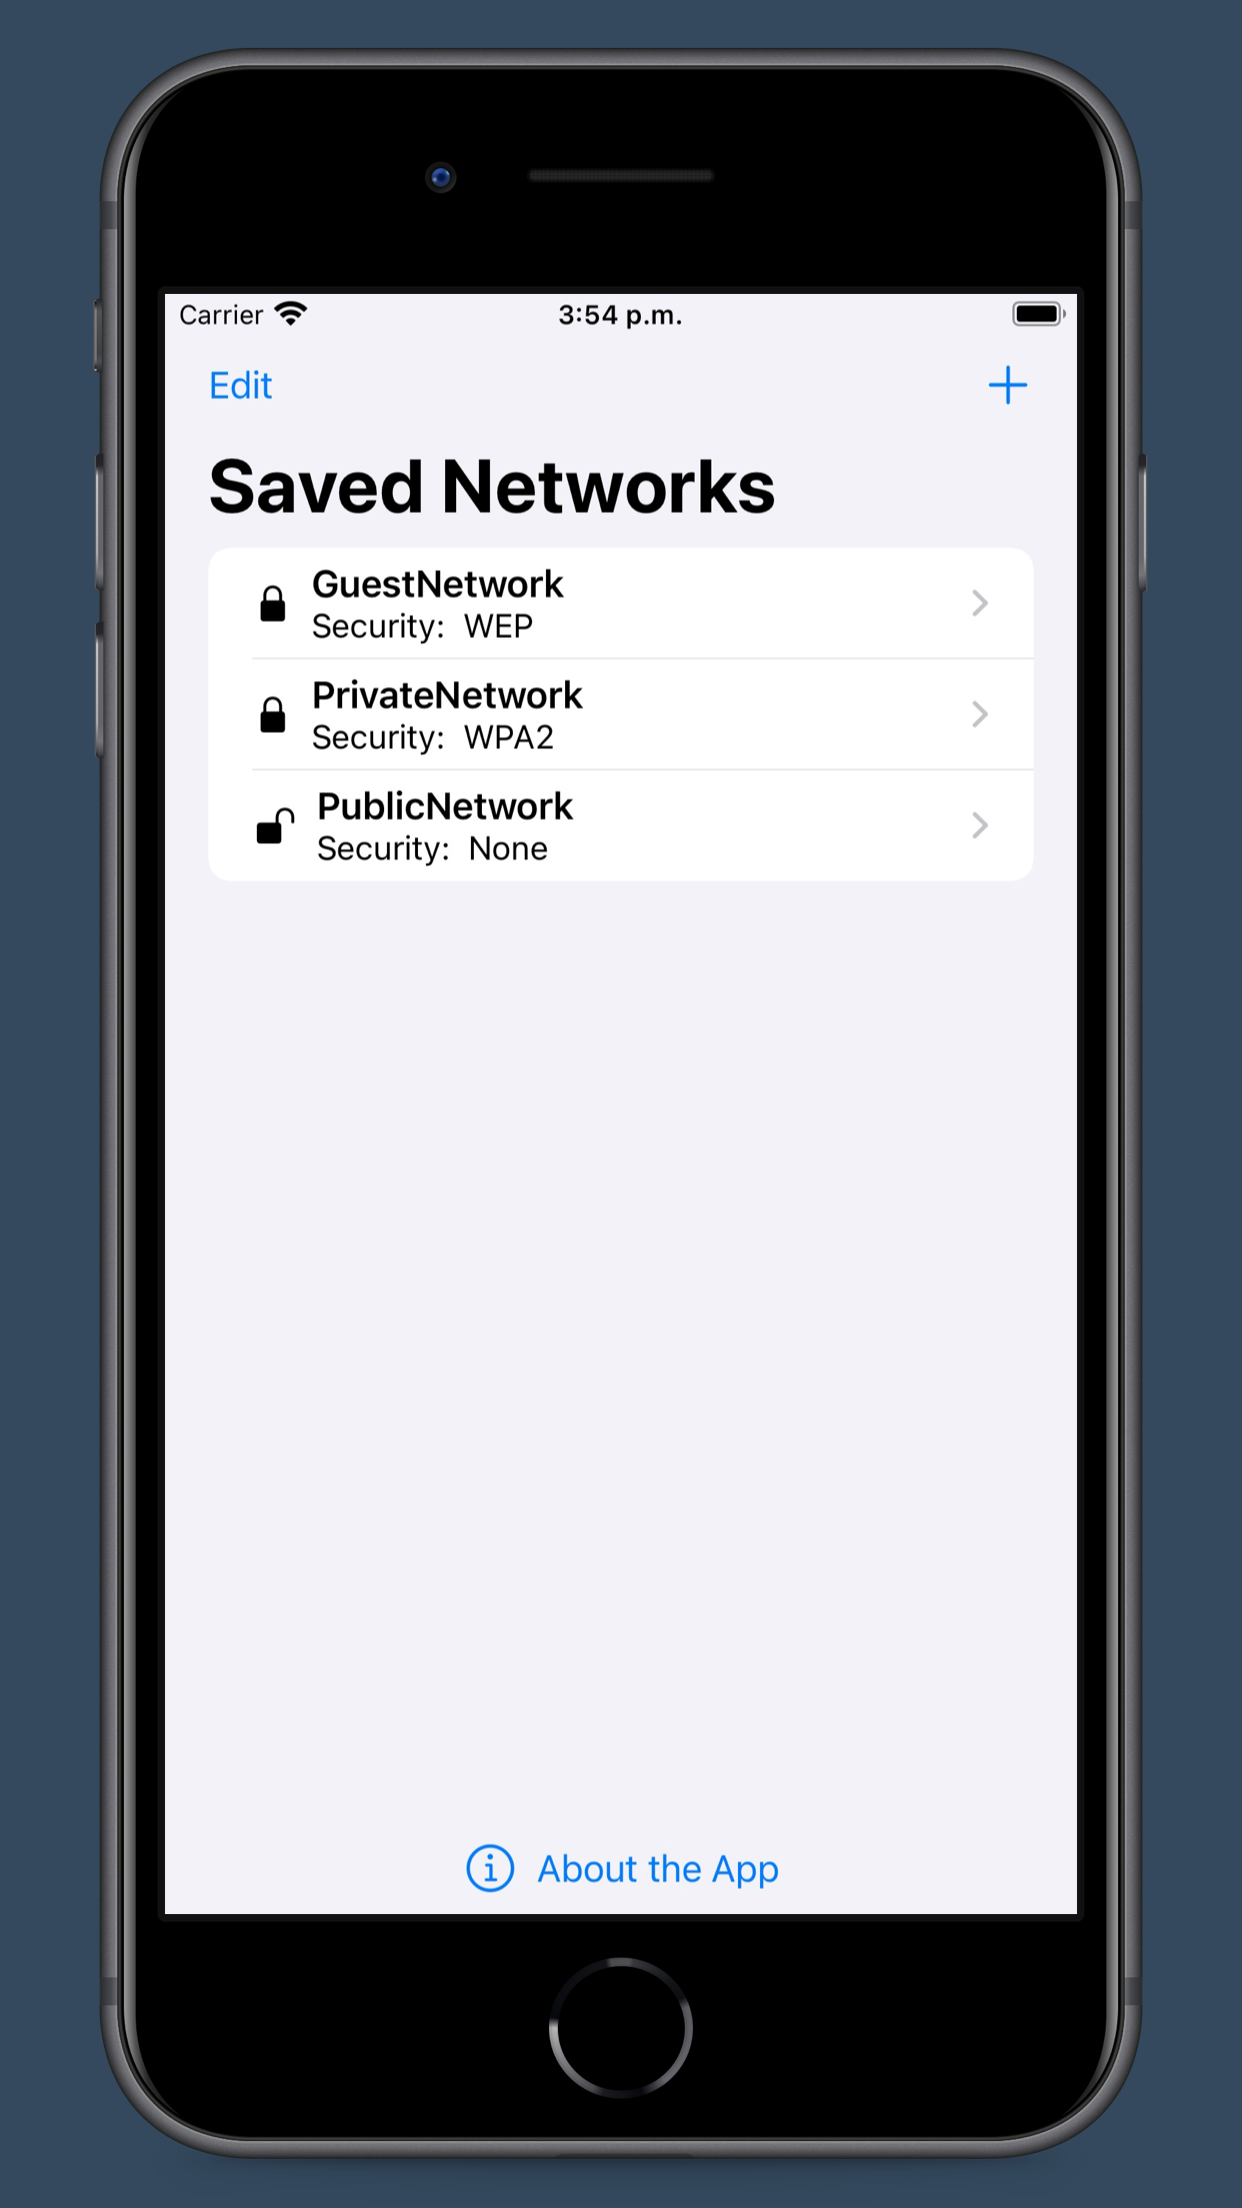 Carrier
3:54 p.m.
Edit
Saved Networks
GuestNetwork
Security: WEP
PrivateNetwork
Security: WPA2
PublicNetwork
Security: None
About the App